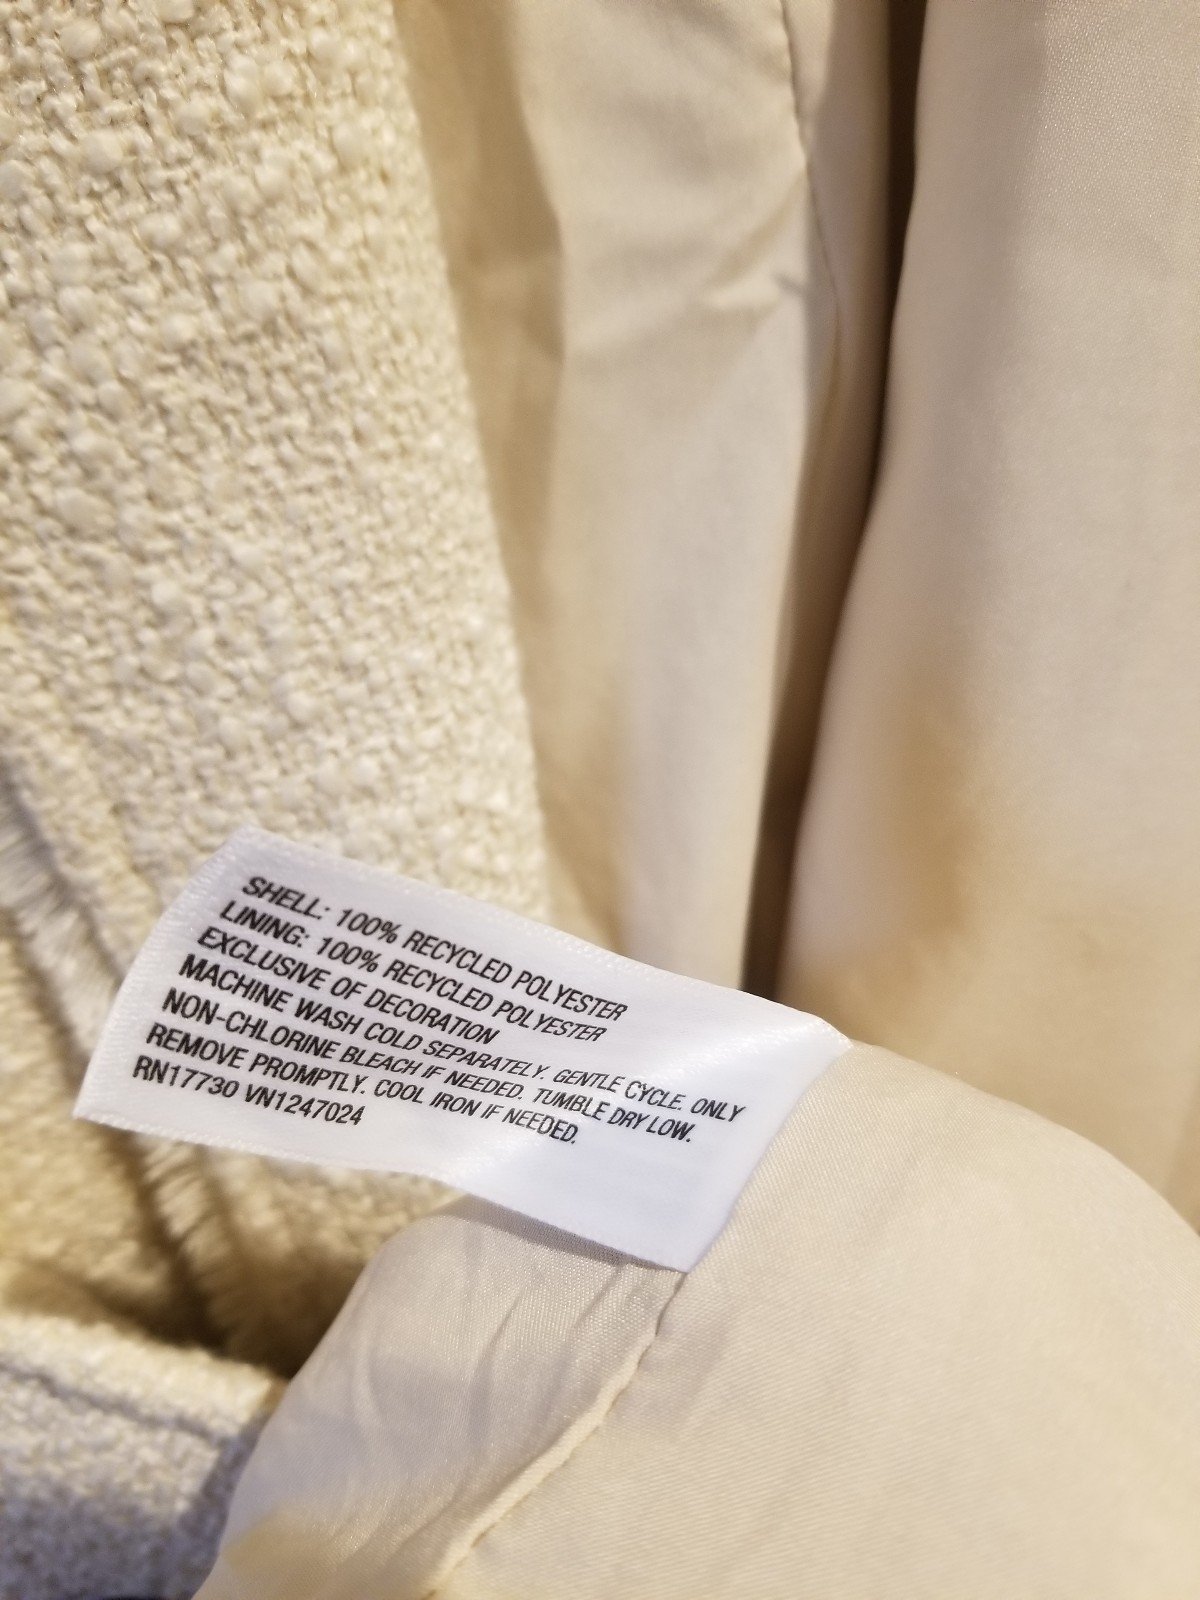 SHELL: 100% RECYCLED POLYESTER
LINING: 100% RECYCLED POLYESTER
EXCLUSIVE OF DECORATION
MACHINE WASH COLD SEPARATELY. GENTLE CYCLE. ONLY
NON-CHLORINE BLEACH IF NEEDED. TUMBLE DRY LOW.
REMOVE PROMPTLY. COOL IRON IF NEEDED.
RN17730 VN1247024